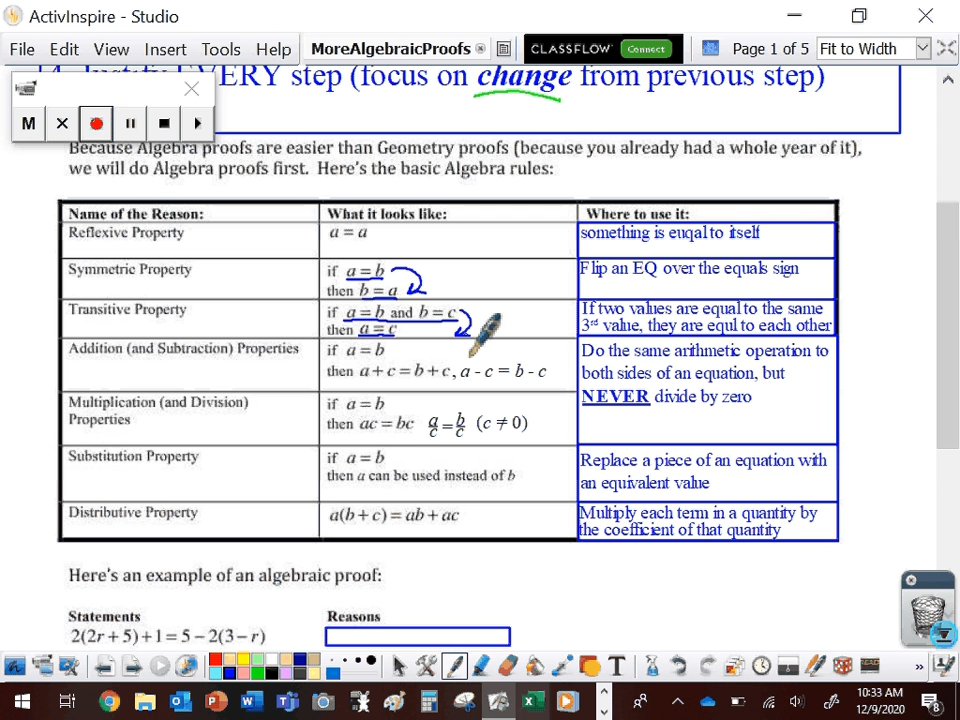 ActivInspire - Studio
File Edit View Insert Tools Help MoreAlgebraicProofs CLASSFLOW Connect Page 1 of 5 Fit to Width
EVERY step (focus on change from previous step)
M
Because Algebra proofs are easier than Geometry proofs (because you already had a whole year of it),
we will do Algebra proofs first. Here's the basic Algebra rules:
Name of the Reason: What it looks like: Where to use it:
Reflexive Property a = a something is euqal to itself
Symmetric Property if a = b Flip an EQ over the equals sign
then b = a
Transitive Property if a = b and b = c If two values are equal to the same
then a = c 3rd value, they are equl to each other
Addition (and Subtraction) Properties if a = b Do the same arithmetic operation to
then a + c = b + c, a - c = b - c both sides of an equation, but
NEVER divide by zero
Multiplication (and Division) if a = b
Properties then ac = bc a/c = b/c (c ≠ 0)
Substitution Property if a = b Replace a piece of an equation with
then a can be used instead of b an equivalent value
Distributive Property a(b + c) = ab + ac Multiply each term in a quantity by
the coefficient of that quantity
Here's an example of an algebraic proof:
Statements Reasons
2(2r + 5) + 1 = 5 − 2(3 − r)
10:33 AM
12/9/2020
8